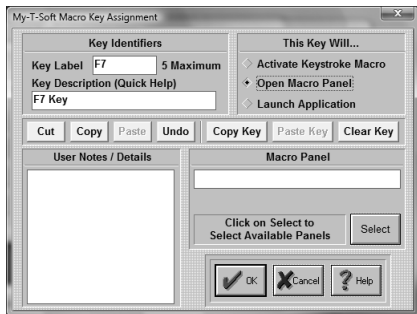 My-T-Soft Macro Key Assignment
Key Identifiers
Key Label F7 5 Maximum
Key Description (Quick Help)
F7 Key
This Key Will...
Activate Keystroke Macro
Open Macro Panel
Launch Application
Cut Copy Paste Undo Copy Key Paste Key Clear Key
User Notes / Details
Macro Panel
Click on Select to
Select Available Panels
Select
OK Cancel Help